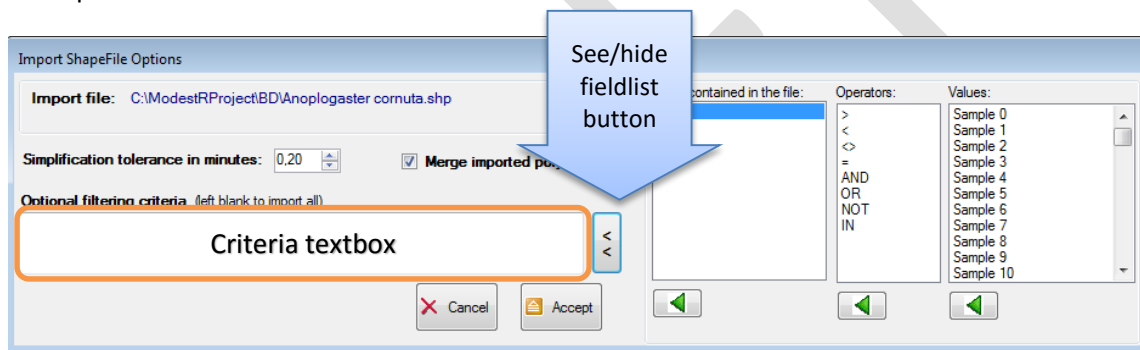 Import ShapeFile Options
See/hide
fieldlist
button
Import file: C:\ModestRProject\BD\Anoplogaster cornuta.shp
contained in the file:
Operators:
Values:
>
<
<>
=
AND
OR
NOT
IN
Sample 0
Sample 1
Sample 2
Sample 3
Sample 4
Sample 5
Sample 6
Sample 7
Sample 8
Sample 9
Sample 10
Simplification tolerance in minutes: 0,20
Merge imported
Optional filtering criteria (left blank to import all)
Criteria textbox
<
<
Cancel
Accept